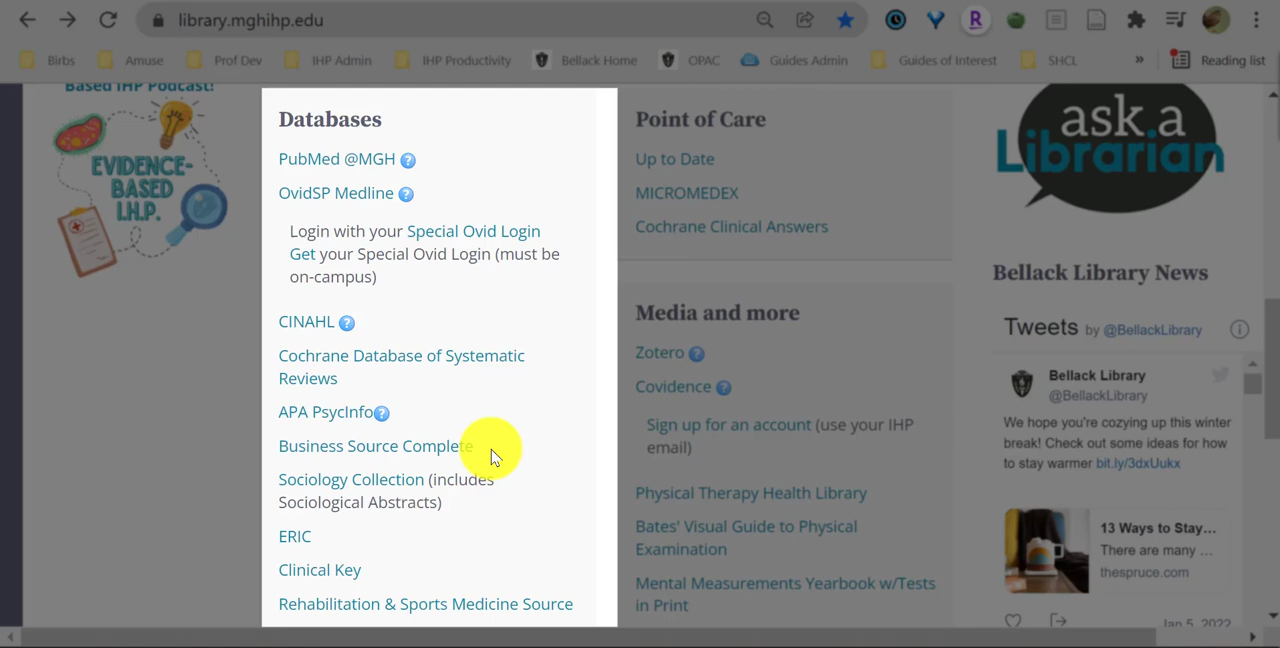 library.mghihp.edu
R
Birbs
Amuse
Prof Dev
IHP Admin
IHP Productivity
Bellack Home
OPAC
Guides Admin
Guides of Interest
SHCL
»
Reading list
Based IHP Podcast!
EVIDENCE-
BASED
I.H.P.
Databases
PubMed @MGH ?
OvidSP Medline ?
Login with your Special Ovid Login
Get your Special Ovid Login (must be
on-campus)
CINAHL ?
Cochrane Database of Systematic
Reviews
APA PsycInfo ?
Business Source Complete
Sociology Collection (includes
Sociological Abstracts)
ERIC
Clinical Key
Rehabilitation & Sports Medicine Source
Point of Care
Up to Date
MICROMEDEX
Cochrane Clinical Answers
Media and more
Zotero ?
Covidence ?
Sign up for an account (use your IHP
email)
Physical Therapy Health Library
Bates' Visual Guide to Physical
Examination
Mental Measurements Yearbook w/Tests
in Print
ask a
Librarian
Bellack Library News
Tweets by @BellackLibrary
Bellack Library
@BellackLibrary
We hope you're cozying up this winter
break! Check out some ideas for how
to stay warmer bit.ly/3dxUukx
13 Ways to Stay...
There are many ...
thespruce.com
Jan 5, 2022